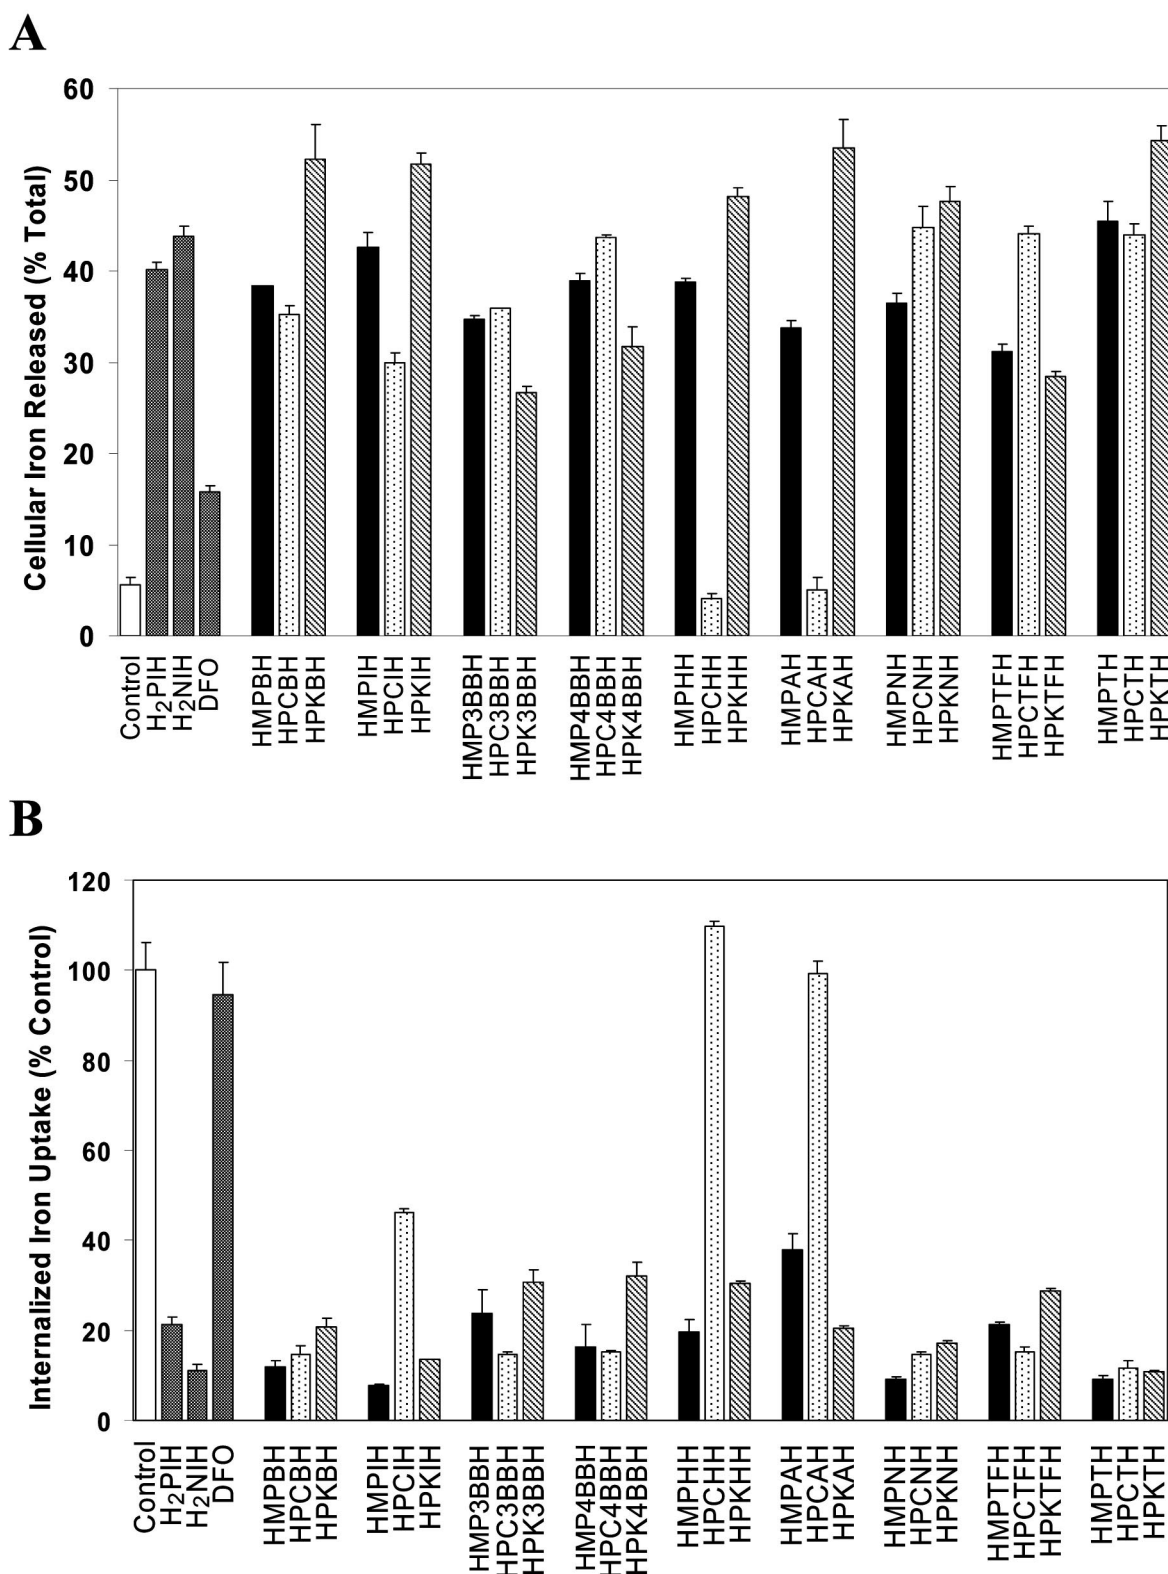 A
Cellular Iron Released (% Total)
60
50
40
30
20
10
0
Control
H₂PIH
H₂NIH
DFO
HMPBH
HPCBH
HPKBH
HMPIH
HPCIH
HPKIH
HMP3BBH
HPC3BBH
HPK3BBH
HMP4BBH
HPC4BBH
HPK4BBH
HMPHH
HPCHH
HPKHH
HMPAH
HPCAH
HPKAH
HMPNH
HPCNH
HPKNH
HMPTFH
HPCTFH
HPKTFH
HMPTH
HPCTH
HPKTH
B
Internalized Iron Uptake (% Control)
120
100
80
60
40
20
0
Control
H₂PIH
H₂NIH
DFO
HMPBH
HPCBH
HPKBH
HMPIH
HPCIH
HPKIH
HMP3BBH
HPC3BBH
HPK3BBH
HMP4BBH
HPC4BBH
HPK4BBH
HMPHH
HPCHH
HPKHH
HMPAH
HPCAH
HPKAH
HMPNH
HPCNH
HPKNH
HMPTFH
HPCTFH
HPKTFH
HMPTH
HPCTH
HPKTH